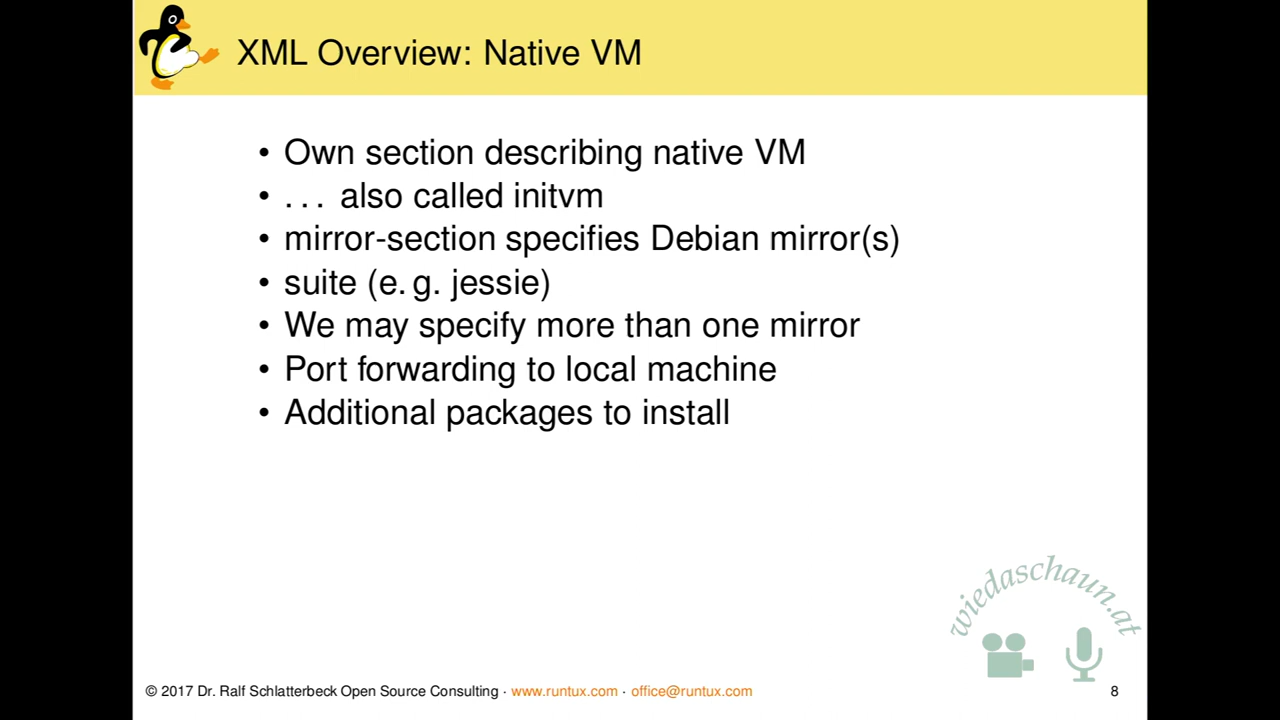 XML Overview: Native VM
• Own section describing native VM
• . . . also called initvm
• mirror-section specifies Debian mirror(s)
• suite (e. g. jessie)
• We may specify more than one mirror
• Port forwarding to local machine
• Additional packages to install
wiedaschaun.at
© 2017 Dr. Ralf Schlatterbeck Open Source Consulting · www.runtux.com · office@runtux.com 8